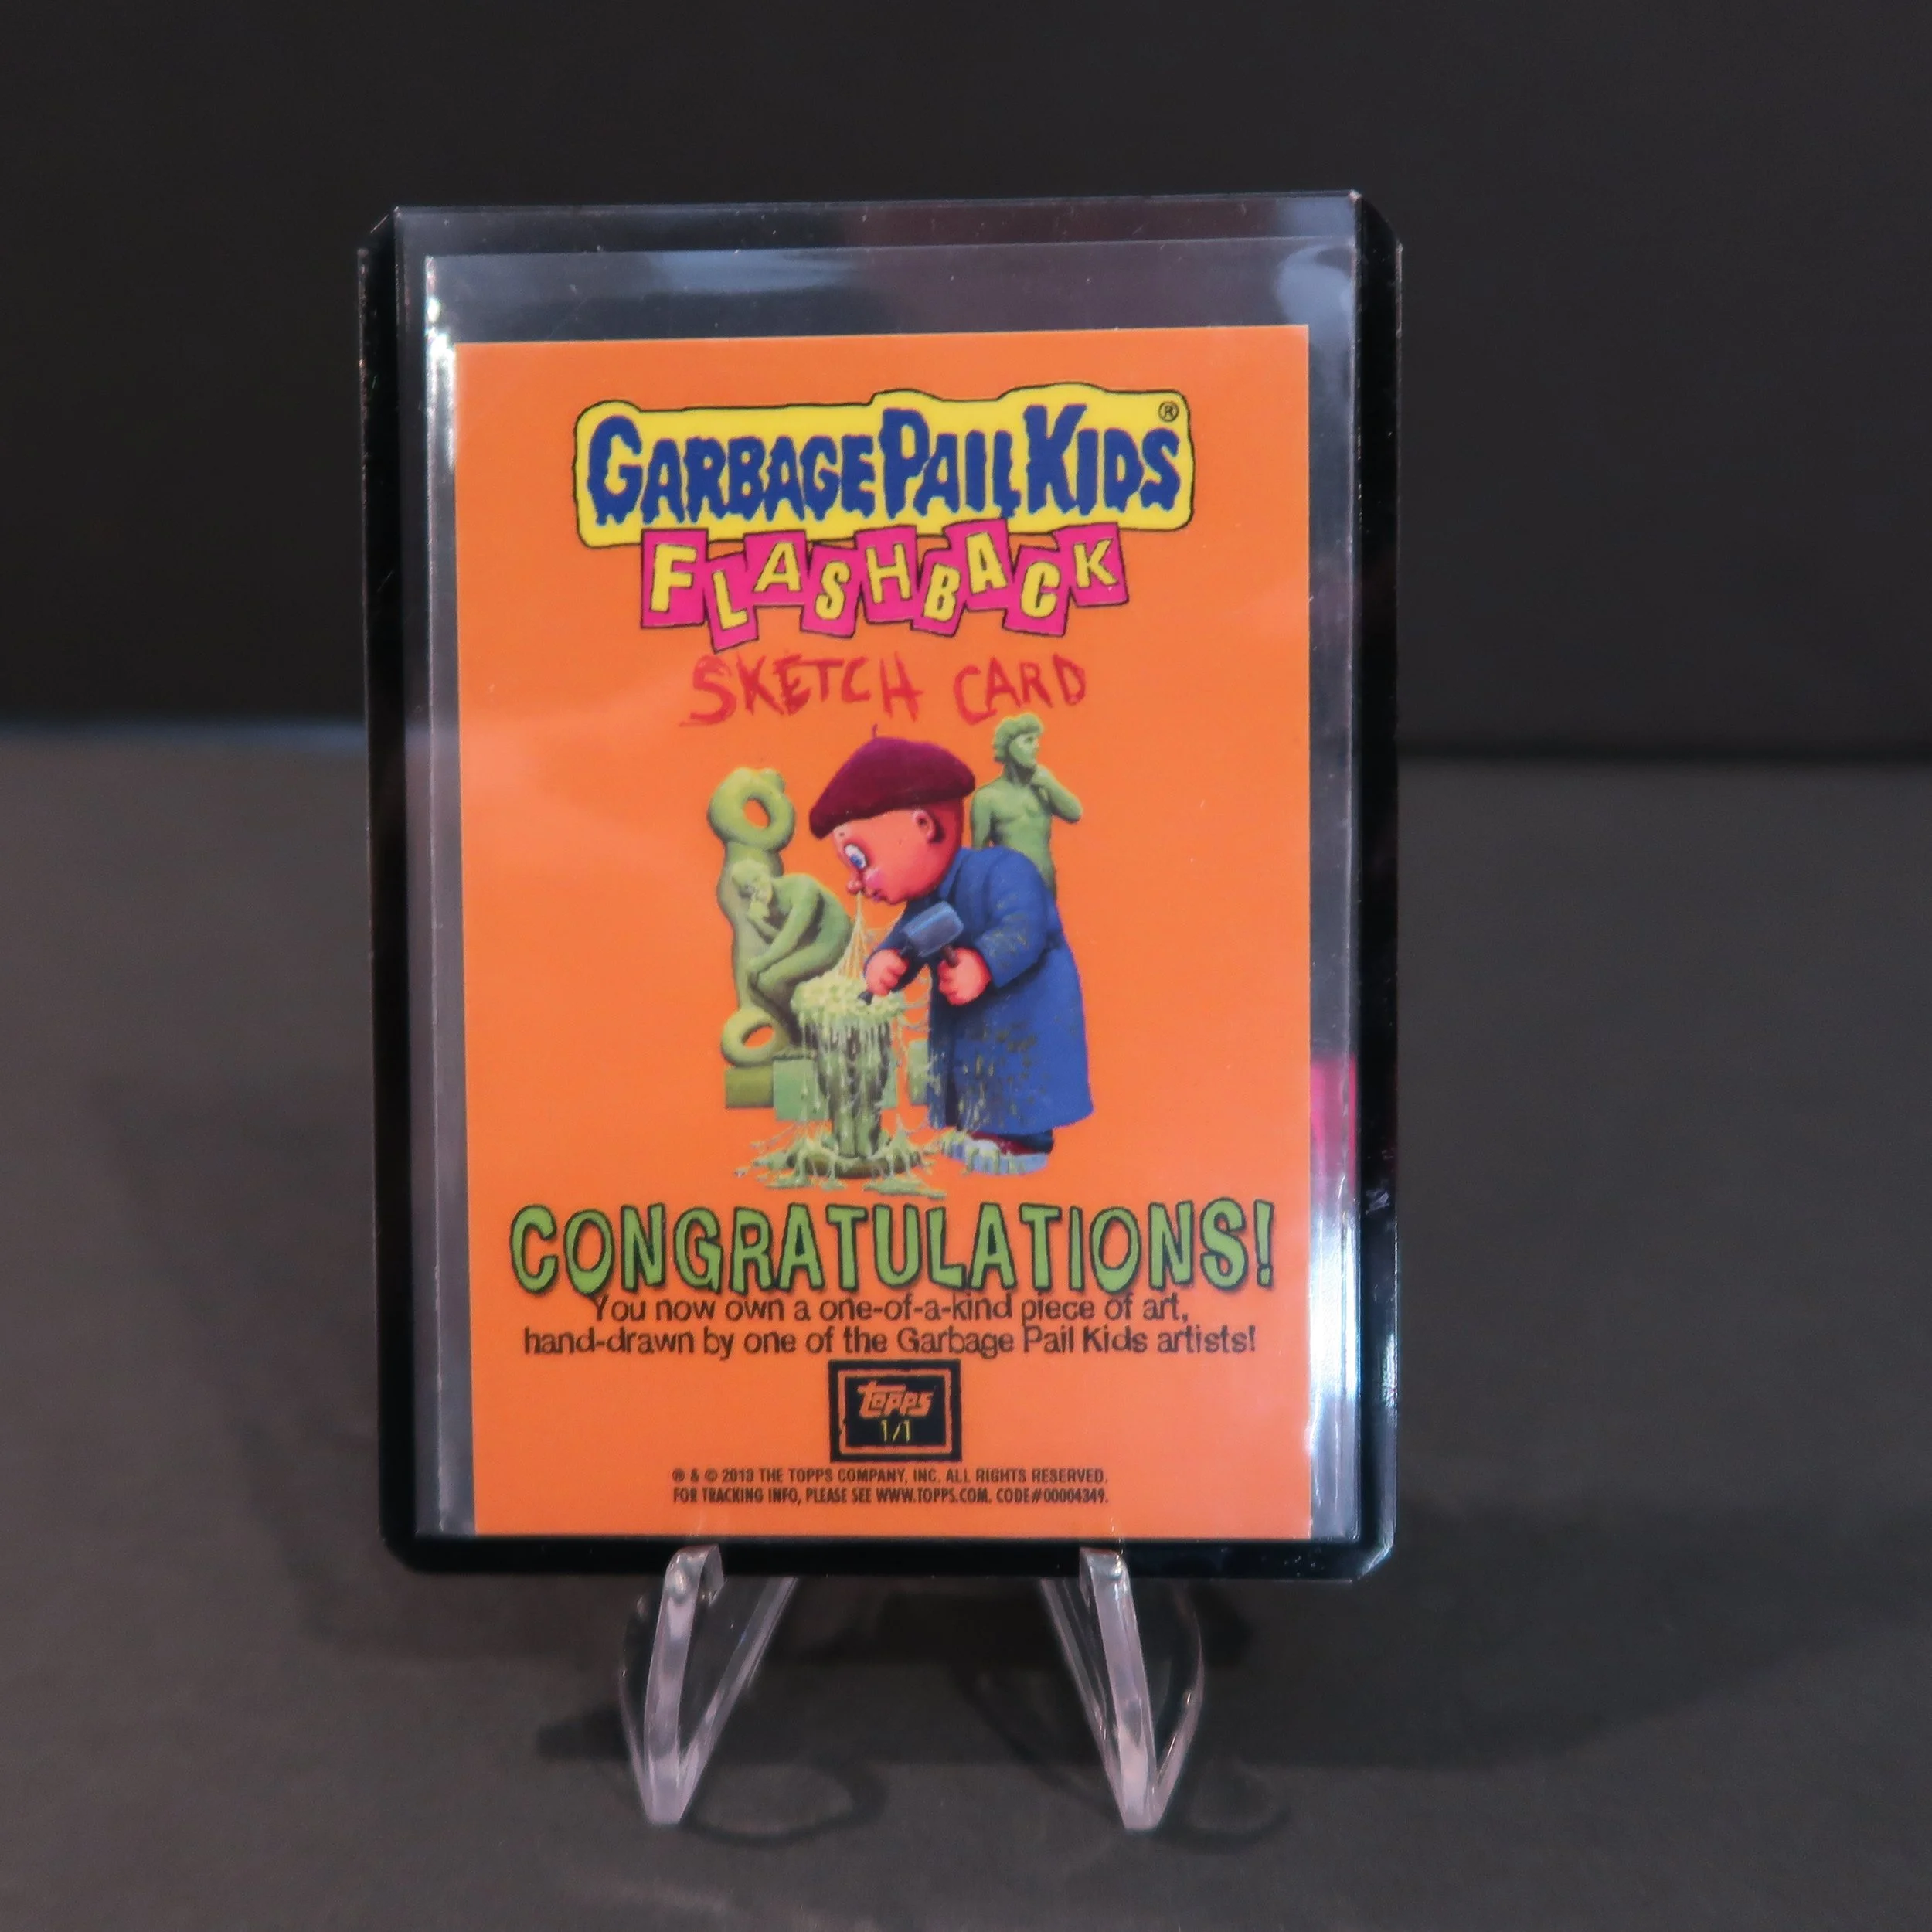 GARBAGE PAIL KIDS®
FLASHBACK
SKETCH CARD
CONGRATULATIONS!
You now own a one-of-a-kind piece of art,
hand-drawn by one of the Garbage Pail Kids artists!
topps
1/1
® & © 2010 THE TOPPS COMPANY, INC. ALL RIGHTS RESERVED.
FOR TRACKING INFO, PLEASE SEE WWW.TOPPS.COM. CODE#00004349.